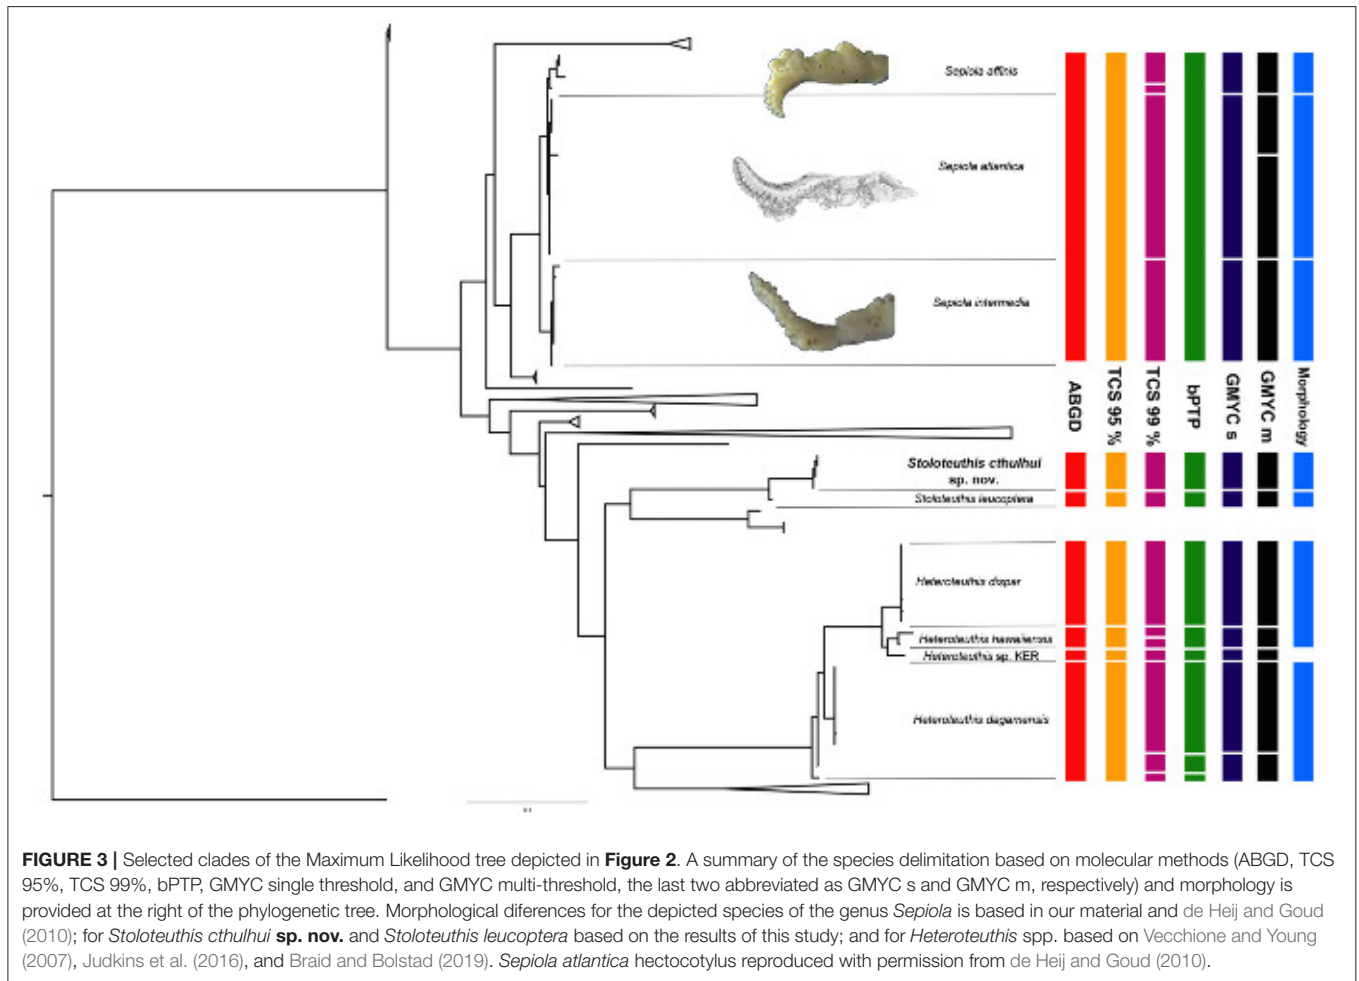 Sepiola affinis
Sepiola atlantica
Sepiola intermedia
ABGD
TCS 95 %
TCS 99 %
bPTP
GMYC s
GMYC m
Morphology
Stoloteuthis cthulhui
sp. nov.
Stoloteuthis leucoptera
Heteroteuthis dispar
Heteroteuthis hawaiiensis
Heteroteuthis sp. KER
Heteroteuthis dagamensis
FIGURE 3 | Selected clades of the Maximum Likelihood tree depicted in Figure 2. A summary of the species delimitation based on molecular methods (ABGD, TCS
95%, TCS 99%, bPTP, GMYC single threshold, and GMYC multi-threshold, the last two abbreviated as GMYC s and GMYC m, respectively) and morphology is
provided at the right of the phylogenetic tree. Morphological diferences for the depicted species of the genus Sepiola is based in our material and de Heij and Goud
(2010); for Stoloteuthis cthulhui sp. nov. and Stoloteuthis leucoptera based on the results of this study; and for Heteroteuthis spp. based on Vecchione and Young
(2007), Judkins et al. (2016), and Braid and Bolstad (2019). Sepiola atlantica hectocotylus reproduced with permission from de Heij and Goud (2010).